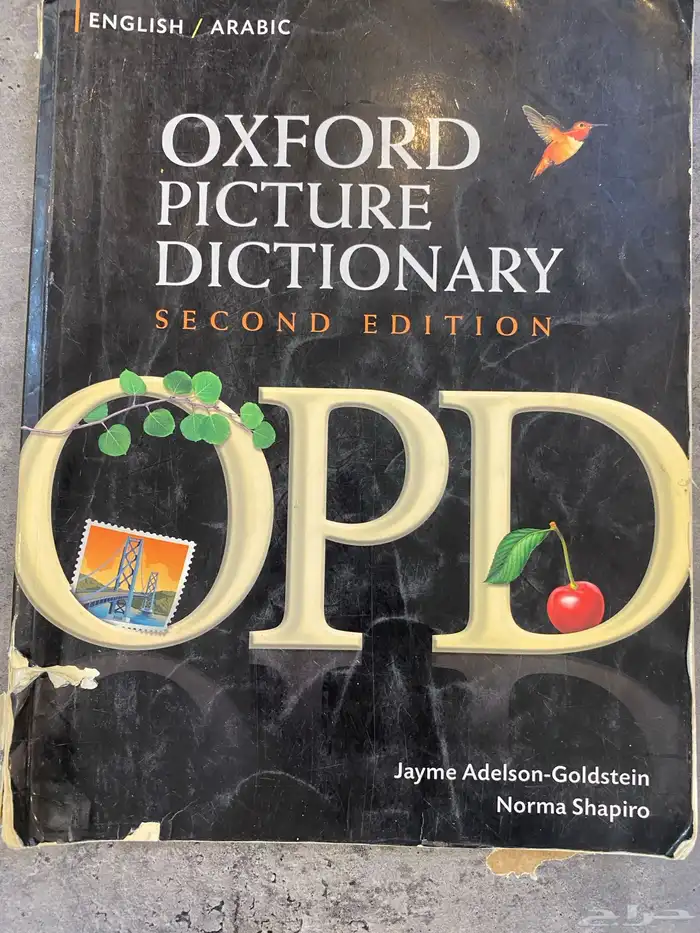 ENGLISH / ARABIC
OXFORD
PICTURE
DICTIONARY
SECOND EDITION
OPD
Jayme Adelson-Goldstein
Norma Shapiro
حراج